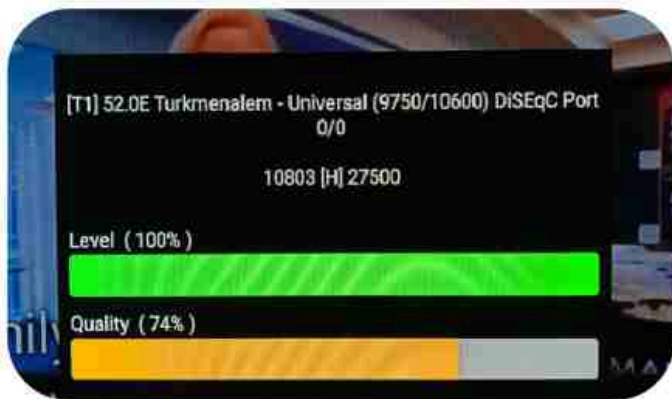 [T1] 52.0E Turkmenalem - Universal (9750/10600) DiSEqC Port
0/0
10803 [H] 27500
Level ( 100% )
Quality ( 74% )